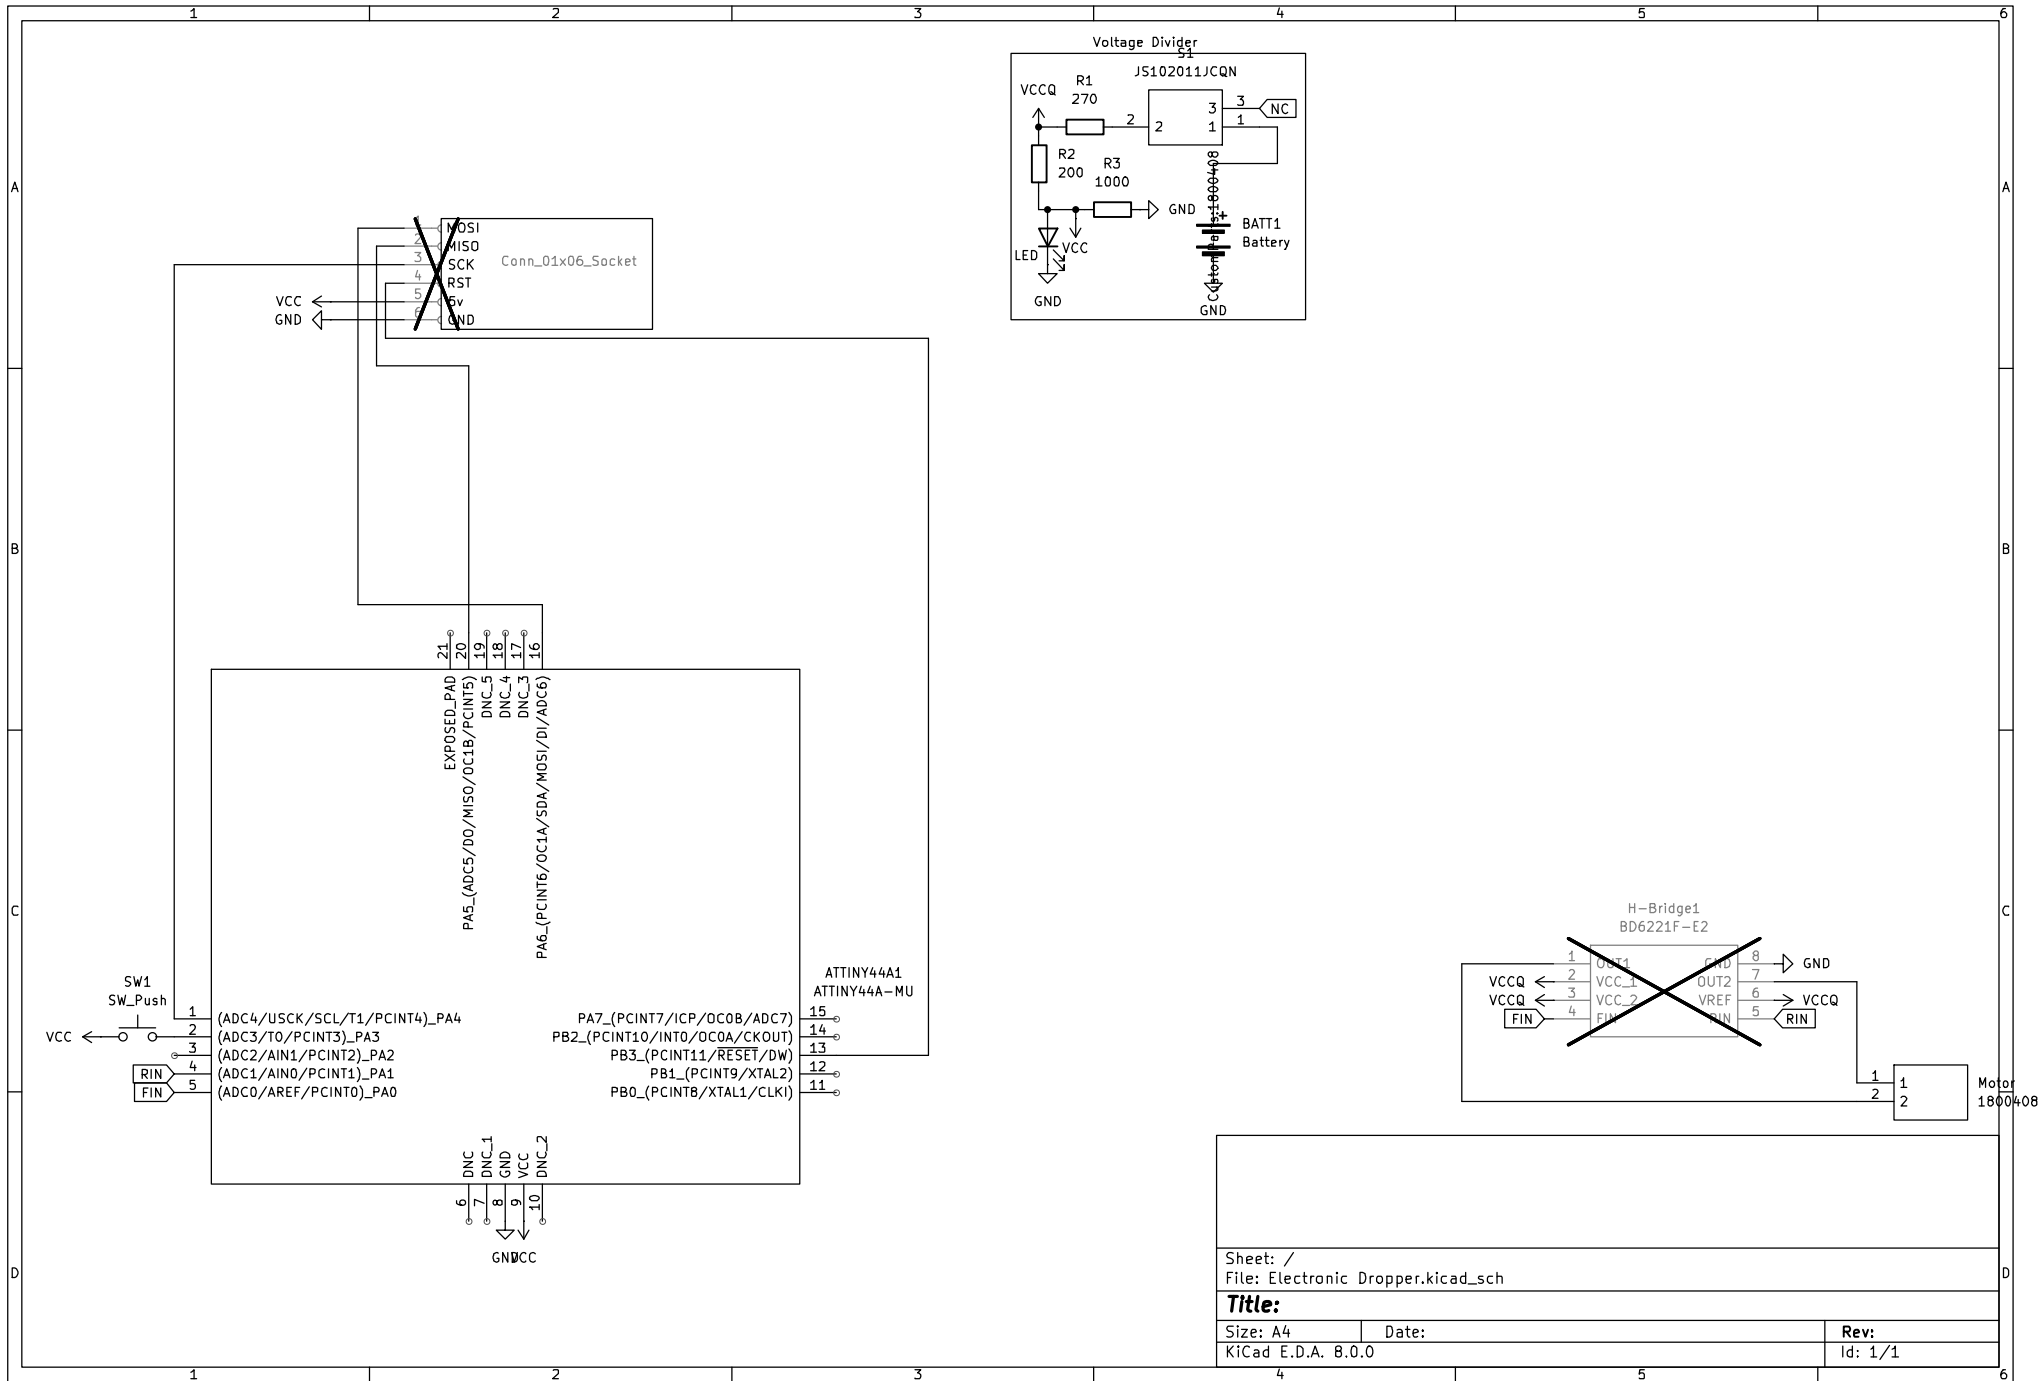 1 2 3 4 5 6
Voltage Divider
S1
JS102011JCQN
R1
270
VCCQ
3 3 NC
2 2 1 1
R2
200
R3
1000
GND
LED
VCC
GND
Custom Parts:1800408
+
BATT1
Battery
GND
A A
1 MOSI
2 MISO
3 SCK
4 RST
5 5v
6 GND
Conn_01x06_Socket
VCC
GND
B B
21 20 19 18 17 16
EXPOSED_PAD
PA5_(ADC5/DO/MISO/OC1B/PCINT5)
DNC_5
DNC_4
DNC_3
PA6_(PCINT6/OC1A/SDA/MOSI/DI/ADC6)
C C
SW1
SW_Push
VCC
RIN
FIN
1 (ADC4/USCK/SCL/T1/PCINT4)_PA4
2 (ADC3/T0/PCINT3)_PA3
3 (ADC2/AIN1/PCINT2)_PA2
4 (ADC1/AIN0/PCINT1)_PA1
5 (ADC0/AREF/PCINT0)_PA0
ATTINY44A1
ATTINY44A-MU
PA7_(PCINT7/ICP/OC0B/ADC7) 15
PB2_(PCINT10/INT0/OC0A/CKOUT) 14
PB3_(PCINT11/RESET/DW) 13
PB1_(PCINT9/XTAL2) 12
PB0_(PCINT8/XTAL1/CLKI) 11
DNC
DNC_1
GND
VCC
DNC_2
6 7 8 9 10
GND
VCC
H-Bridge1
BD6221F-E2
1 OUT1 GND 8 GND
VCCQ 2 VCC_1 OUT2 7
VCCQ 3 VCC_2 VREF 6 VCCQ
FIN 4 FIN RIN 5 RIN
1 1
2 2
Motor
1800408
D D
Sheet: /
File: Electronic Dropper.kicad_sch
Title:
Size: A4 Date: Rev:
KiCad E.D.A. 8.0.0 Id: 1/1
1 2 3 4 5 6